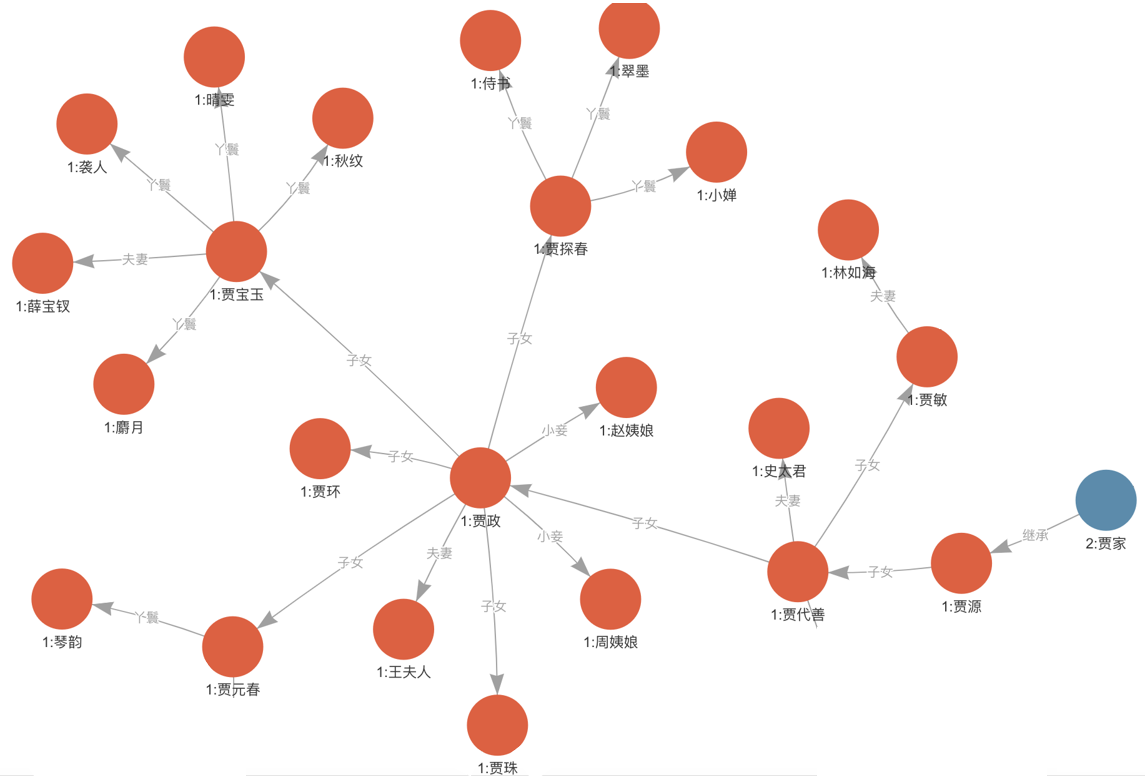 1:晴雯
1:侍书
1:翠墨
1:袭人
1:秋纹
丫鬟
丫鬟
丫鬟
丫鬟
丫鬟
丫鬟
1:小婵
1:贾探春
夫妻
1:贾宝玉
1:薛宝钗
丫鬟
1:麝月
1:林如海
夫妻
子女
子女
1:贾敏
1:赵姨娘
小妾
子女
1:贾环
1:史太君
子女
夫妻
1:贾政
子女
继承
2:贾家
小妾
夫妻
子女
子女
子女
1:贾源
1:贾代善
丫鬟
1:琴韵
1:周姨娘
1:王夫人
1:贾元春
1:贾珠